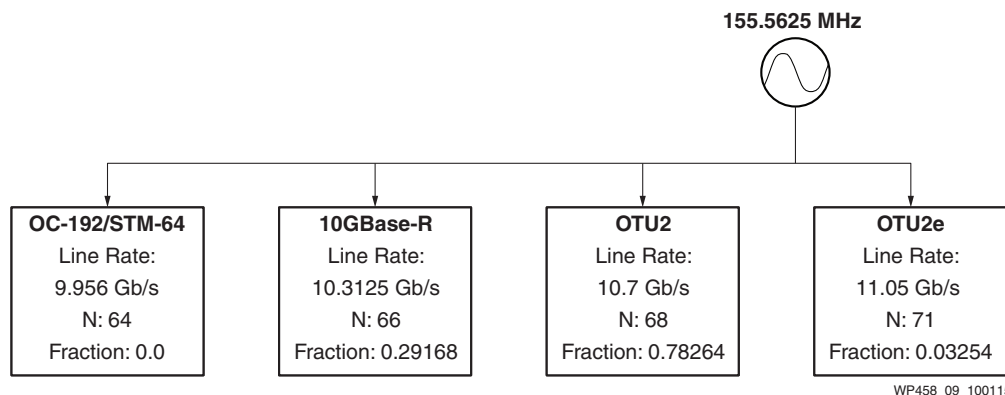 155.5625 MHz
OC-192/STM-64
Line Rate:
9.956 Gb/s
N: 64
Fraction: 0.0
10GBase-R
Line Rate:
10.3125 Gb/s
N: 66
Fraction: 0.29168
OTU2
Line Rate:
10.7 Gb/s
N: 68
Fraction: 0.78264
OTU2e
Line Rate:
11.05 Gb/s
N: 71
Fraction: 0.03254
WP458_09_100115